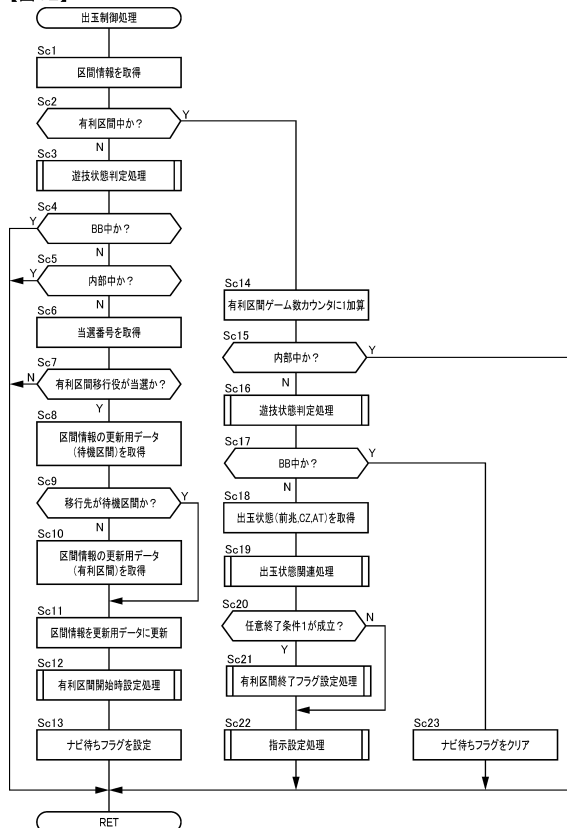 出玉制御処理
Sc1
区間情報を取得
Sc2
有利区間中か?
Y
N
Sc3
遊技状態判定処理
Sc4
Y
BB中か?
N
Sc5
Y
内部中か?
N
Sc6
当選番号を取得
Sc7
N
有利区間移行役が当選か?
Y
Sc8
区間情報の更新用データ
(待機区間)を取得
Sc9
移行先が待機区間か?
Y
N
Sc10
区間情報の更新用データ
(有利区間)を取得
Sc11
区間情報を更新用データに更新
Sc12
有利区間開始時設定処理
Sc13
ナビ待ちフラグを設定
RET
Sc14
有利区間ゲーム数カウンタに1加算
Sc15
内部中か?
Y
N
Sc16
遊技状態判定処理
Sc17
BB中か?
Y
N
Sc18
出玉状態(前兆,CZ,AT)を取得
Sc19
出玉状態関連処理
Sc20
任意終了条件1が成立?
N
Y
Sc21
有利区間終了フラグ設定処理
Sc22
指示設定処理
Sc23
ナビ待ちフラグをクリア